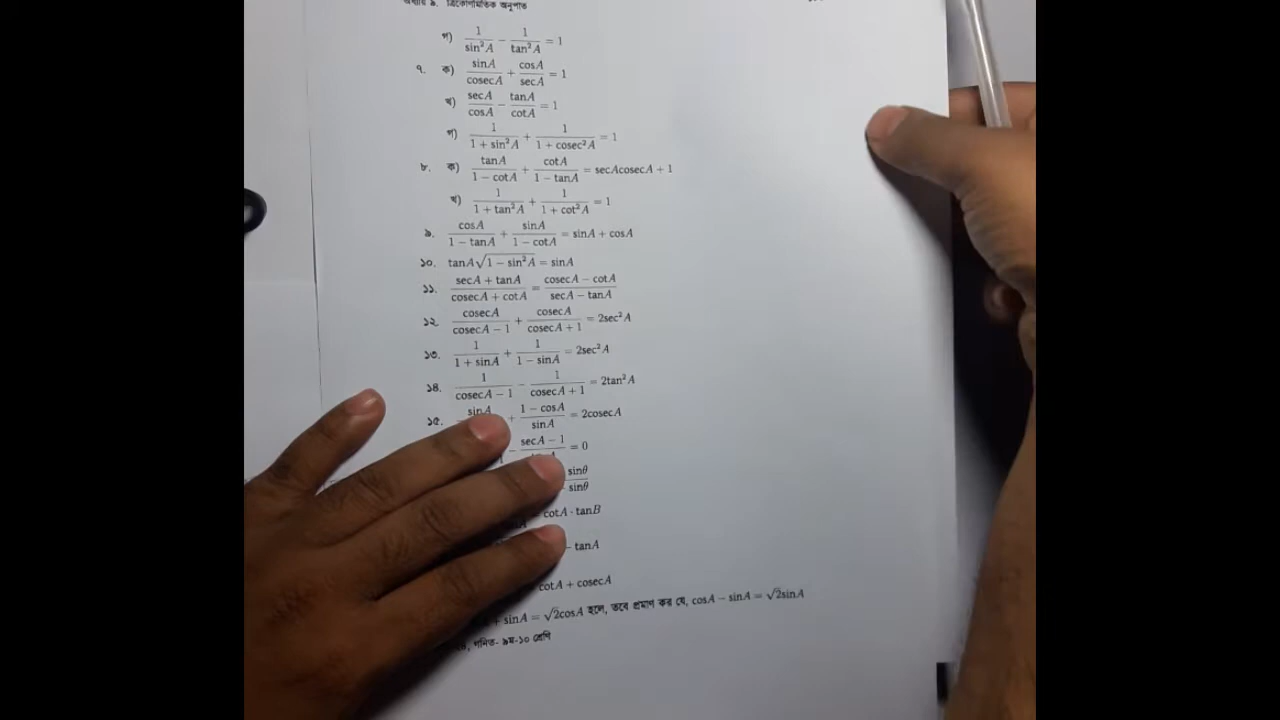 অধ্যায় ৯. ত্রিকোণমিতিক অনুপাত
গ) 1/sin²A − 1/tan²A = 1
৭. ক) sinA/cosecA + cosA/secA = 1
খ) secA/cosA − tanA/cotA = 1
গ) 1/(1 + sin²A) + 1/(1 + cosec²A) = 1
৮. ক) tanA/(1 − cotA) + cotA/(1 − tanA) = secAcosecA + 1
খ) 1/(1 + tan²A) + 1/(1 + cot²A) = 1
৯. cosA/(1 − tanA) + sinA/(1 − cotA) = sinA + cosA
১০. tanA√(1 − sin²A) = sinA
১১. (secA + tanA)/(cosecA + cotA) = (cosecA − cotA)/(secA − tanA)
১২. cosecA/(cosecA − 1) + cosecA/(cosecA + 1) = 2sec²A
১৩. 1/(1 + sinA) + 1/(1 − sinA) = 2sec²A
১৪. 1/(cosecA − 1) − 1/(cosecA + 1) = 2tan²A
১৫. sinA + (1 − cosA)/sinA = 2cosecA
− secA − 1 = 0
sinθ
sinθ
cotA · tanB
− tanA
cotA + cosecA
+ sinA = √2cosA হলে, তবে প্রমাণ কর যে, cosA − sinA = √2sinA
গণিত- ৯ম-১০ শ্রেণি